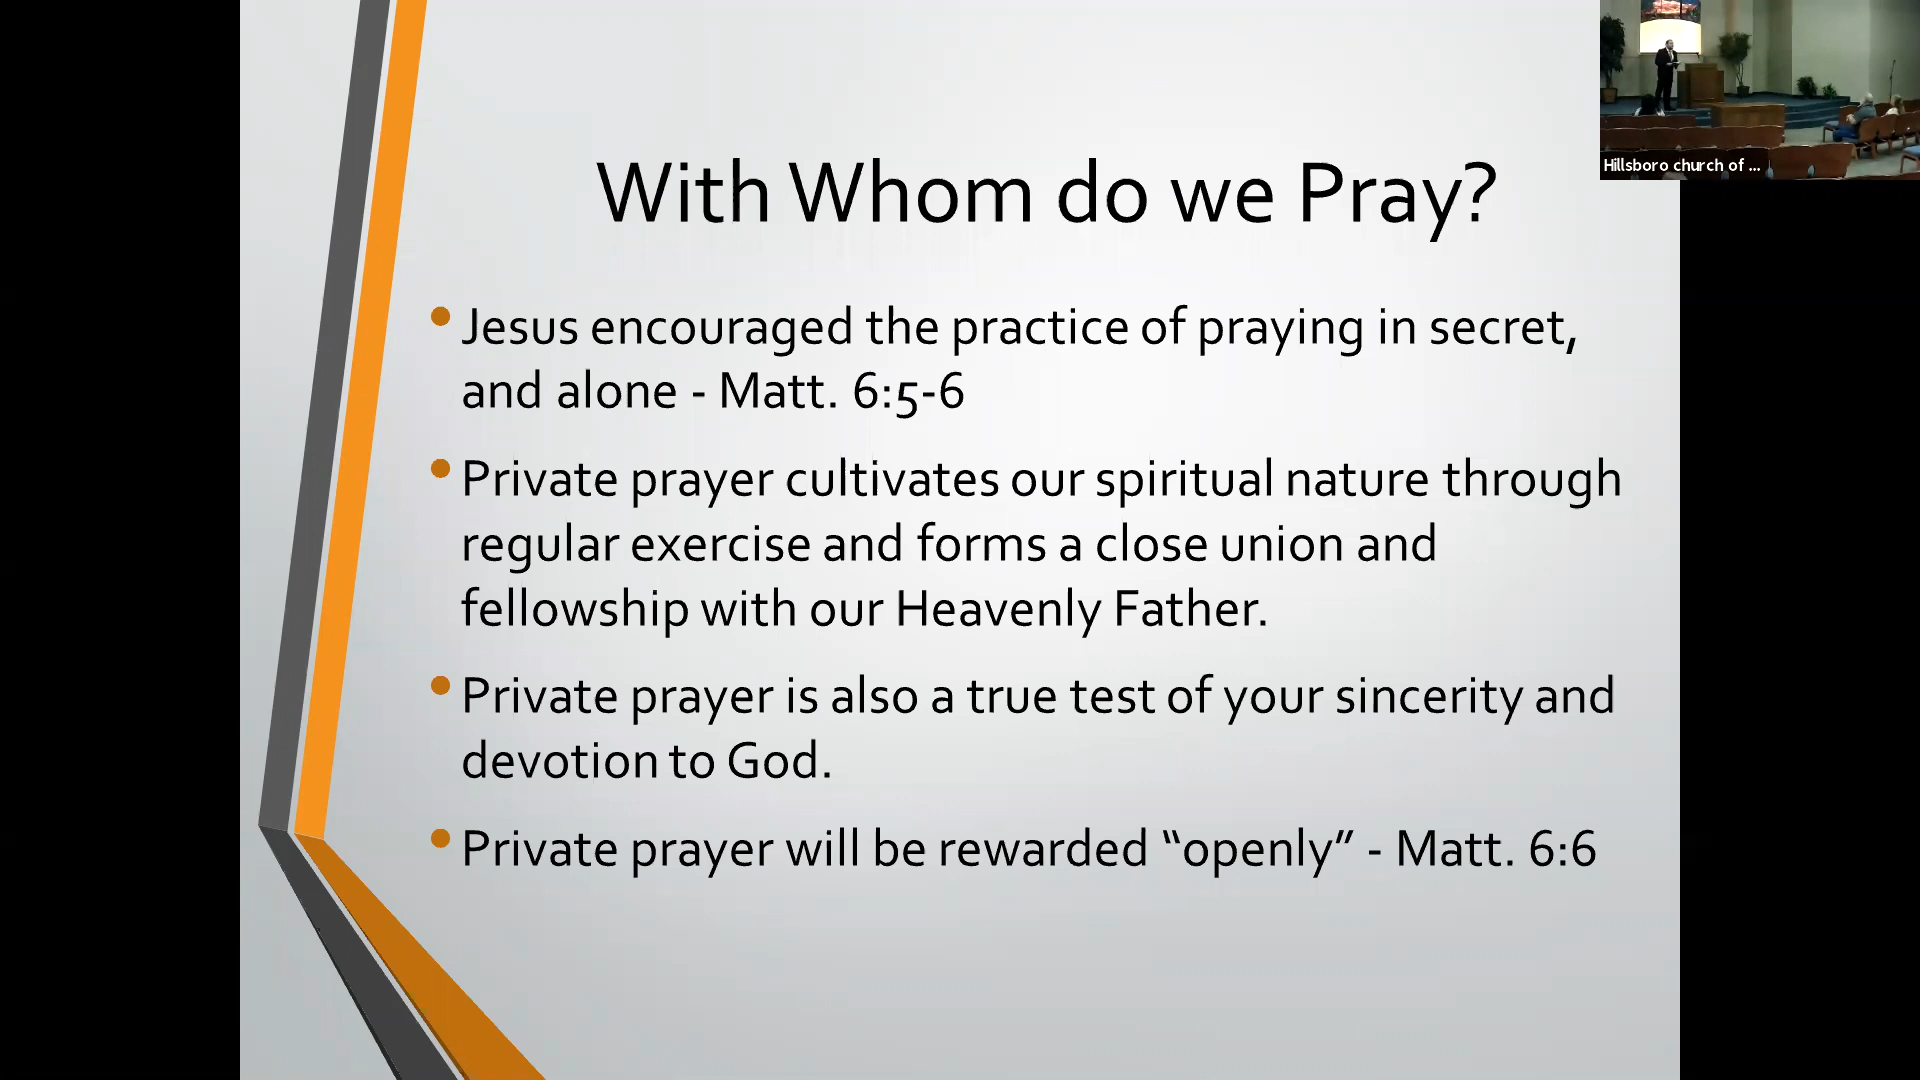 With Whom do we Pray?
Jesus encouraged the practice of praying in secret,
and alone - Matt. 6:5-6
Private prayer cultivates our spiritual nature through
regular exercise and forms a close union and
fellowship with our Heavenly Father.
Private prayer is also a true test of your sincerity and
devotion to God.
Private prayer will be rewarded “openly” - Matt. 6:6
Hillsboro church of ...